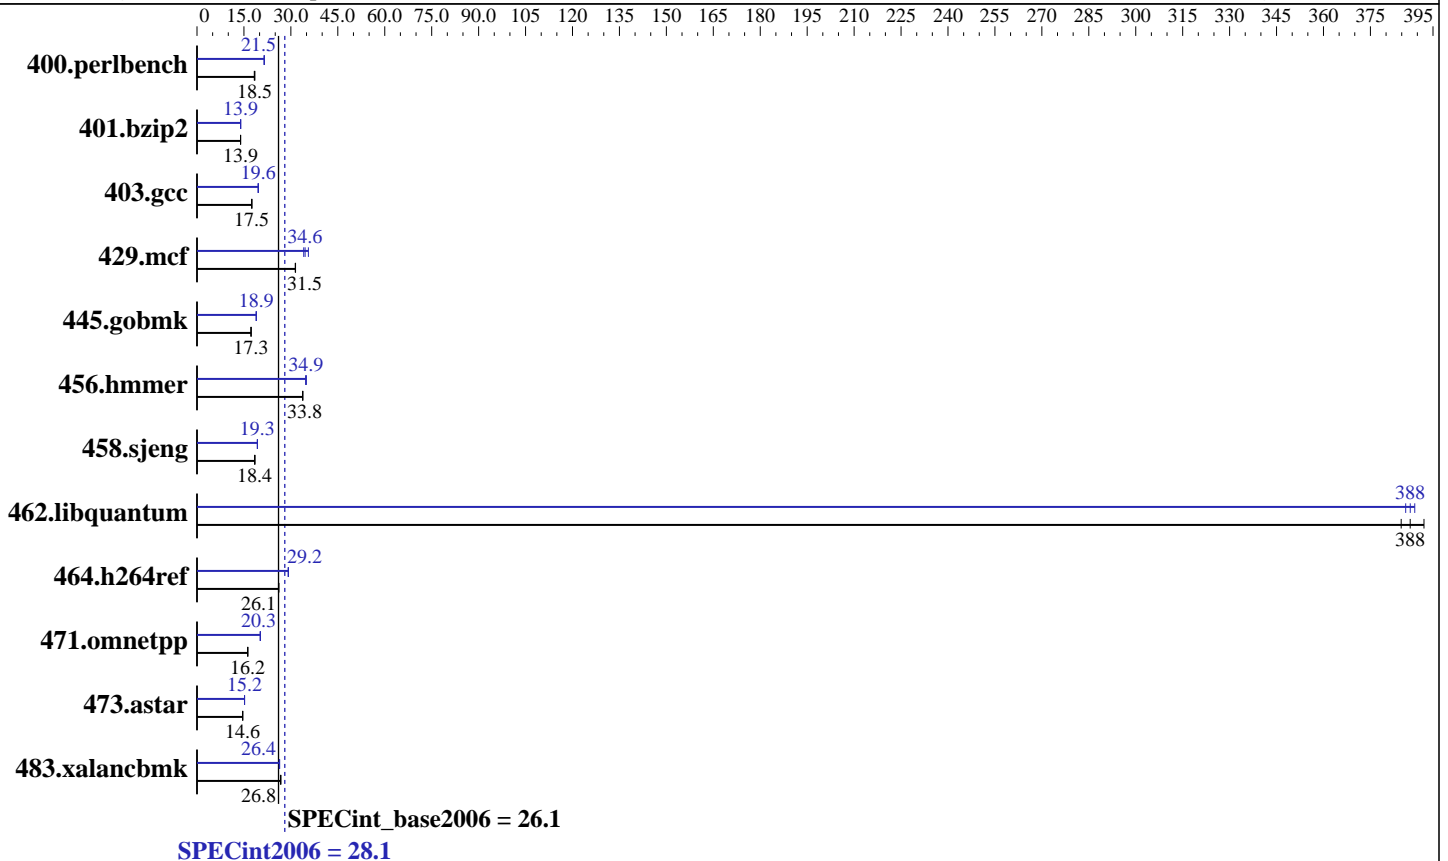 0 15.0 30.0 45.0 60.0 75.0 90.0 105 120 135 150 165 180 195 210 225 240 255 270 285 300 315 330 345 360 375 395
21.5
400.perlbench
18.5
13.9
401.bzip2
13.9
19.6
403.gcc
17.5
34.6
429.mcf
31.5
18.9
445.gobmk
17.3
34.9
456.hmmer
33.8
19.3
458.sjeng
18.4
388
462.libquantum
388
29.2
464.h264ref
26.1
20.3
471.omnetpp
16.2
15.2
473.astar
14.6
26.4
483.xalancbmk
26.8
SPECint_base2006 = 26.1
SPECint2006 = 28.1